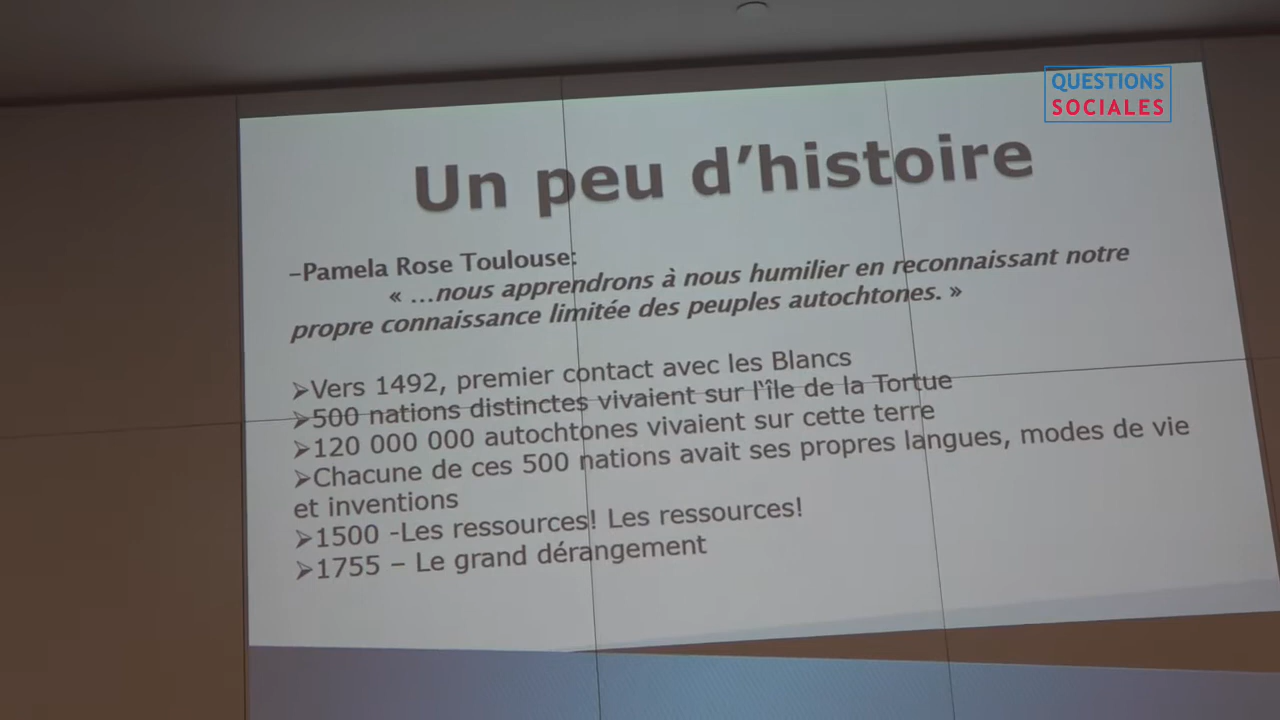 QUESTIONS
SOCIALES
Un peu d’histoire
–Pamela Rose Toulouse:
« …nous apprendrons à nous humilier en reconnaissant notre
propre connaissance limitée des peuples autochtones. »
➢Vers 1492, premier contact avec les Blancs
➢500 nations distinctes vivaient sur l‘île de la Tortue
➢120 000 000 autochtones vivaient sur cette terre
➢Chacune de ces 500 nations avait ses propres langues, modes de vie
et inventions
➢1500 -Les ressources! Les ressources!
➢1755 – Le grand dérangement